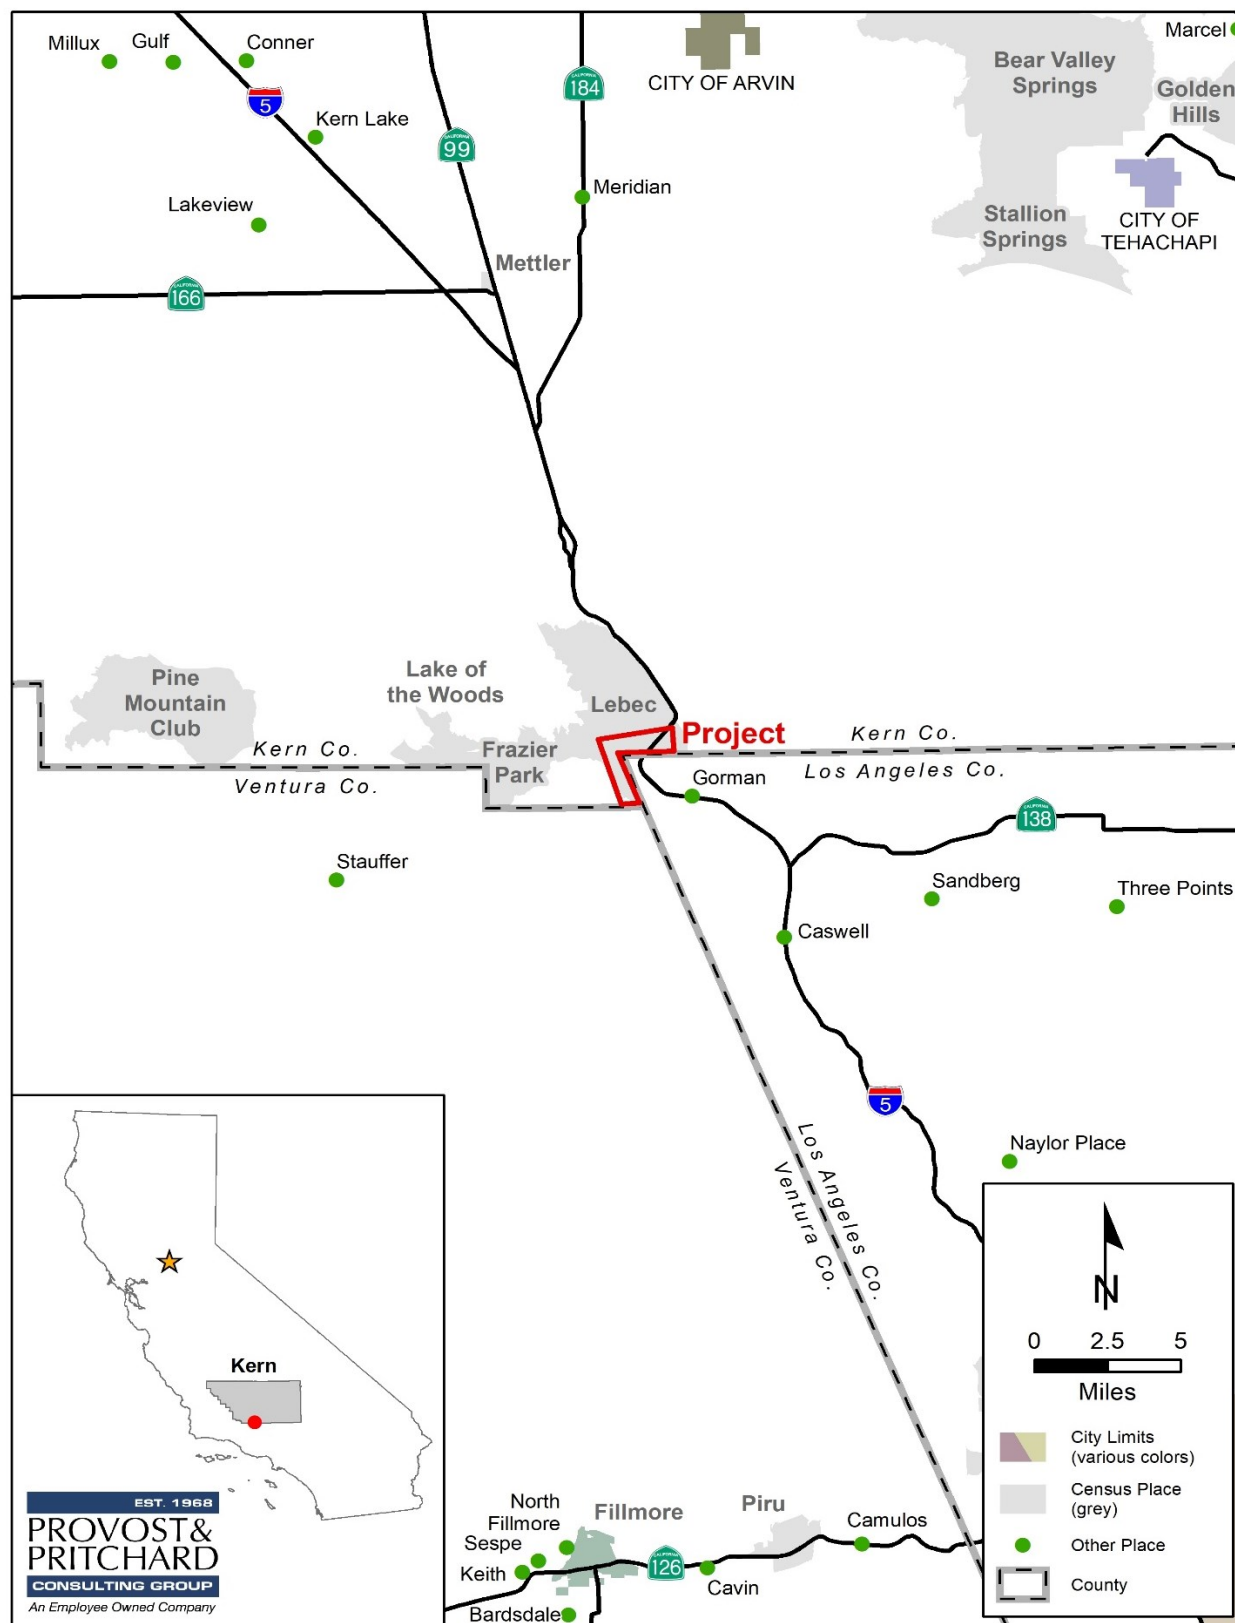 Millux
Gulf
Conner
CITY OF ARVIN
Marcel
Bear Valley
Springs
Golden
Hills
5
CALIFORNIA
184
Kern Lake
CALIFORNIA
99
Meridian
Lakeview
Stallion
Springs
CITY OF
TEHACHAPI
Mettler
CALIFORNIA
166
Pine
Mountain
Club
Lake of
the Woods
Lebec
Frazier
Park
Project
Kern Co.
Ventura Co.
Kern Co.
Los Angeles Co.
Gorman
CALIFORNIA
138
Stauffer
Sandberg
Three Points
Caswell
5
Naylor Place
Los Angeles Co.
Ventura Co.
Kern
EST. 1968
PROVOST&
PRITCHARD
CONSULTING GROUP
An Employee Owned Company
North
Fillmore
Sespe
Keith
Bardsdale
Fillmore
CALIFORNIA
126
Cavin
Piru
Camulos
N
0 2.5 5
Miles
City Limits
(various colors)
Census Place
(grey)
Other Place
County